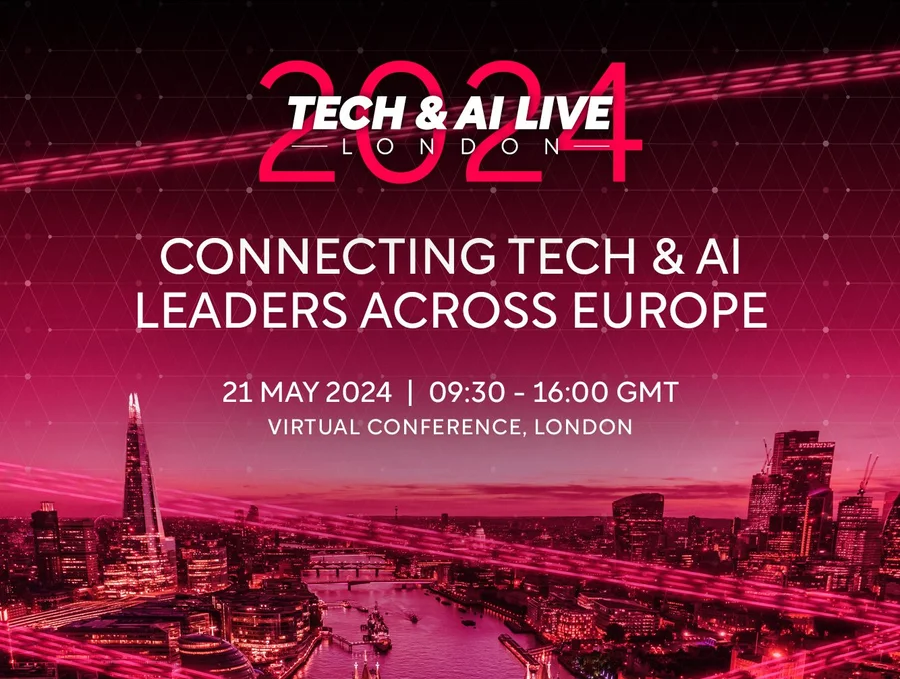 2024
TECH & AI LIVE
LONDON
CONNECTING TECH & AI
LEADERS ACROSS EUROPE
21 MAY 2024 | 09:30 - 16:00 GMT
VIRTUAL CONFERENCE, LONDON